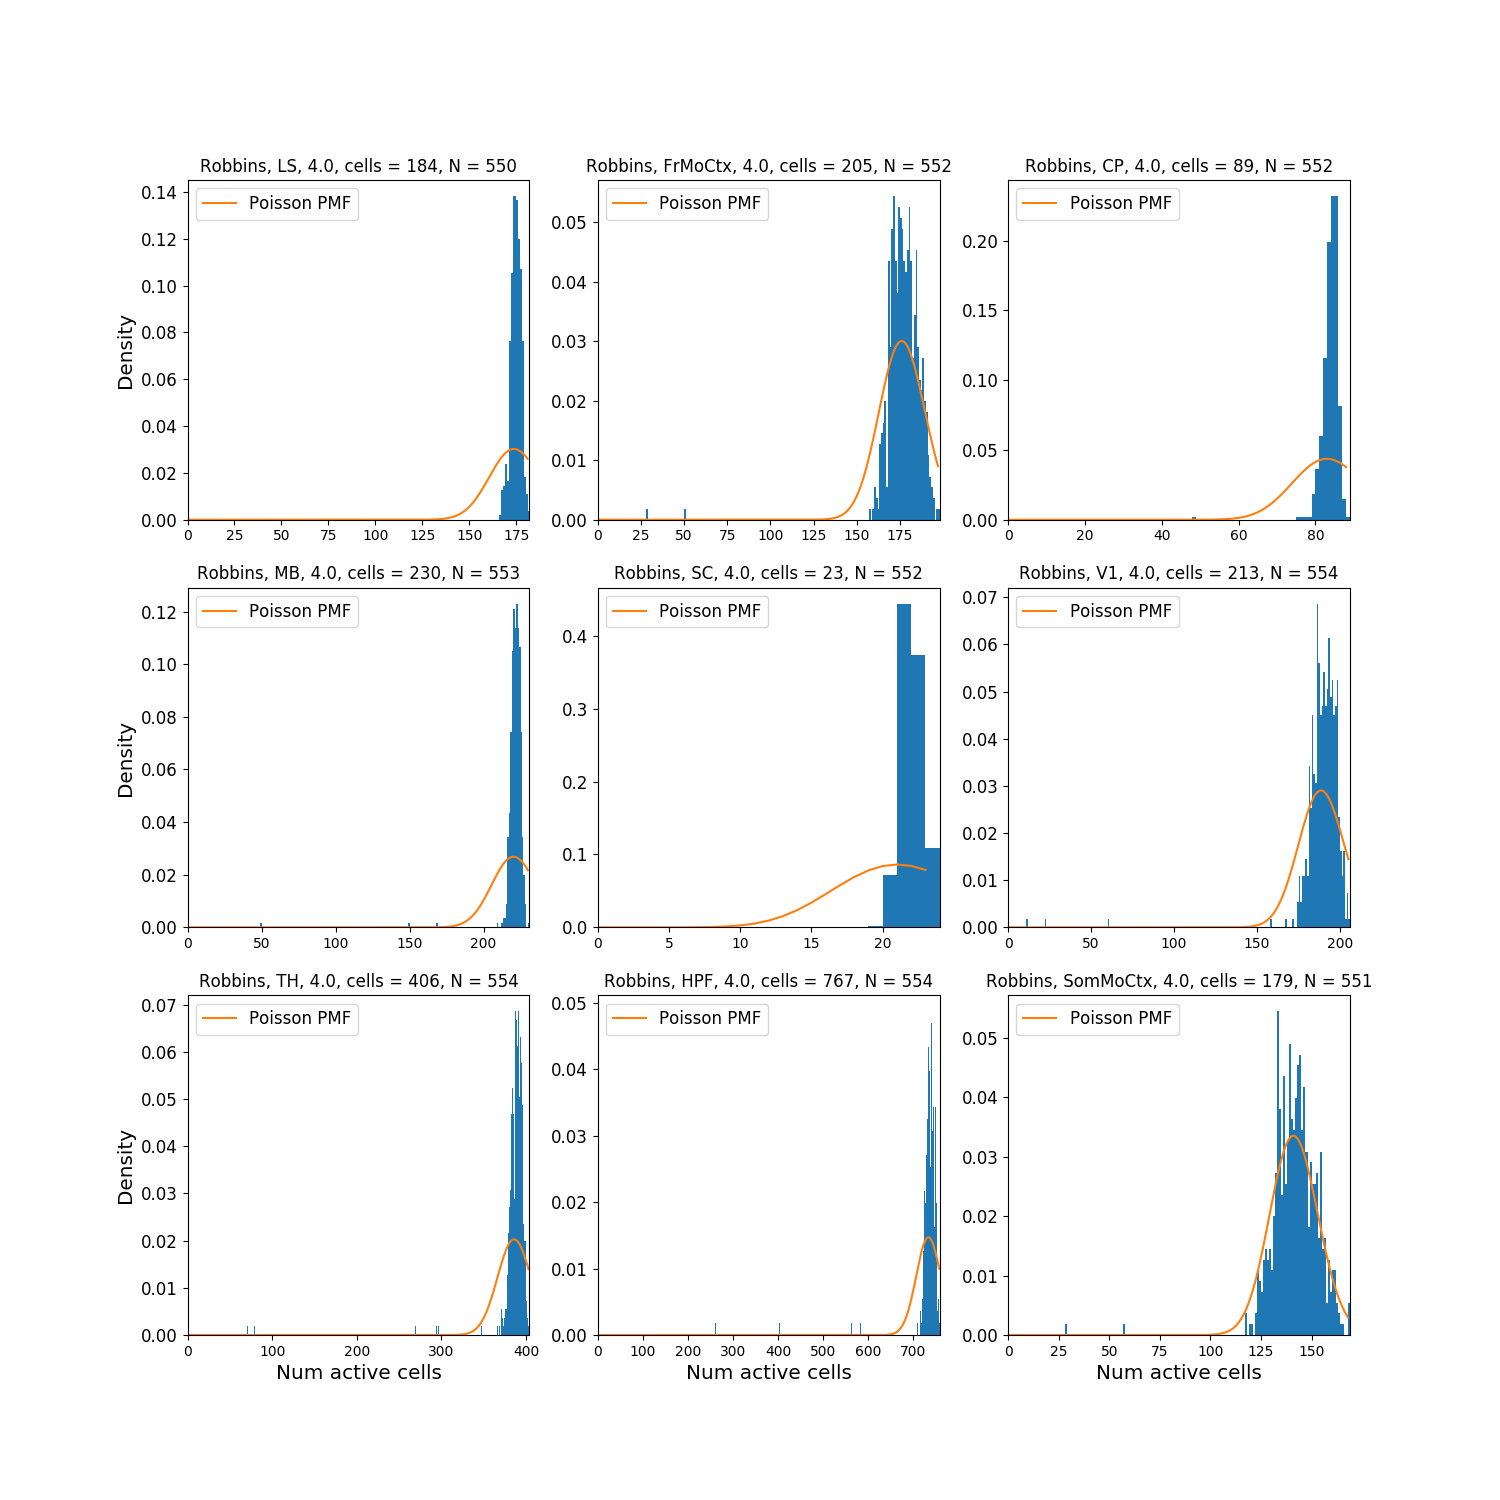 Robbins, LS, 4.0, cells = 184, N = 550
Poisson PMF
Density
0.14
0.12
0.10
0.08
0.06
0.04
0.02
0.00
0 25 50 75 100 125 150 175
Robbins, FrMoCtx, 4.0, cells = 205, N = 552
Poisson PMF
0.05
0.04
0.03
0.02
0.01
0.00
0 25 50 75 100 125 150 175
Robbins, CP, 4.0, cells = 89, N = 552
Poisson PMF
0.20
0.15
0.10
0.05
0.00
0 20 40 60 80
Robbins, MB, 4.0, cells = 230, N = 553
Poisson PMF
Density
0.12
0.10
0.08
0.06
0.04
0.02
0.00
0 50 100 150 200
Robbins, SC, 4.0, cells = 23, N = 552
Poisson PMF
0.4
0.3
0.2
0.1
0.0
0 5 10 15 20
Robbins, V1, 4.0, cells = 213, N = 554
Poisson PMF
0.07
0.06
0.05
0.04
0.03
0.02
0.01
0.00
0 50 100 150 200
Robbins, TH, 4.0, cells = 406, N = 554
Poisson PMF
Density
0.07
0.06
0.05
0.04
0.03
0.02
0.01
0.00
0 100 200 300 400
Num active cells
Robbins, HPF, 4.0, cells = 767, N = 554
Poisson PMF
0.05
0.04
0.03
0.02
0.01
0.00
0 100 200 300 400 500 600 700
Num active cells
Robbins, SomMoCtx, 4.0, cells = 179, N = 551
Poisson PMF
0.05
0.04
0.03
0.02
0.01
0.00
0 25 50 75 100 125 150
Num active cells